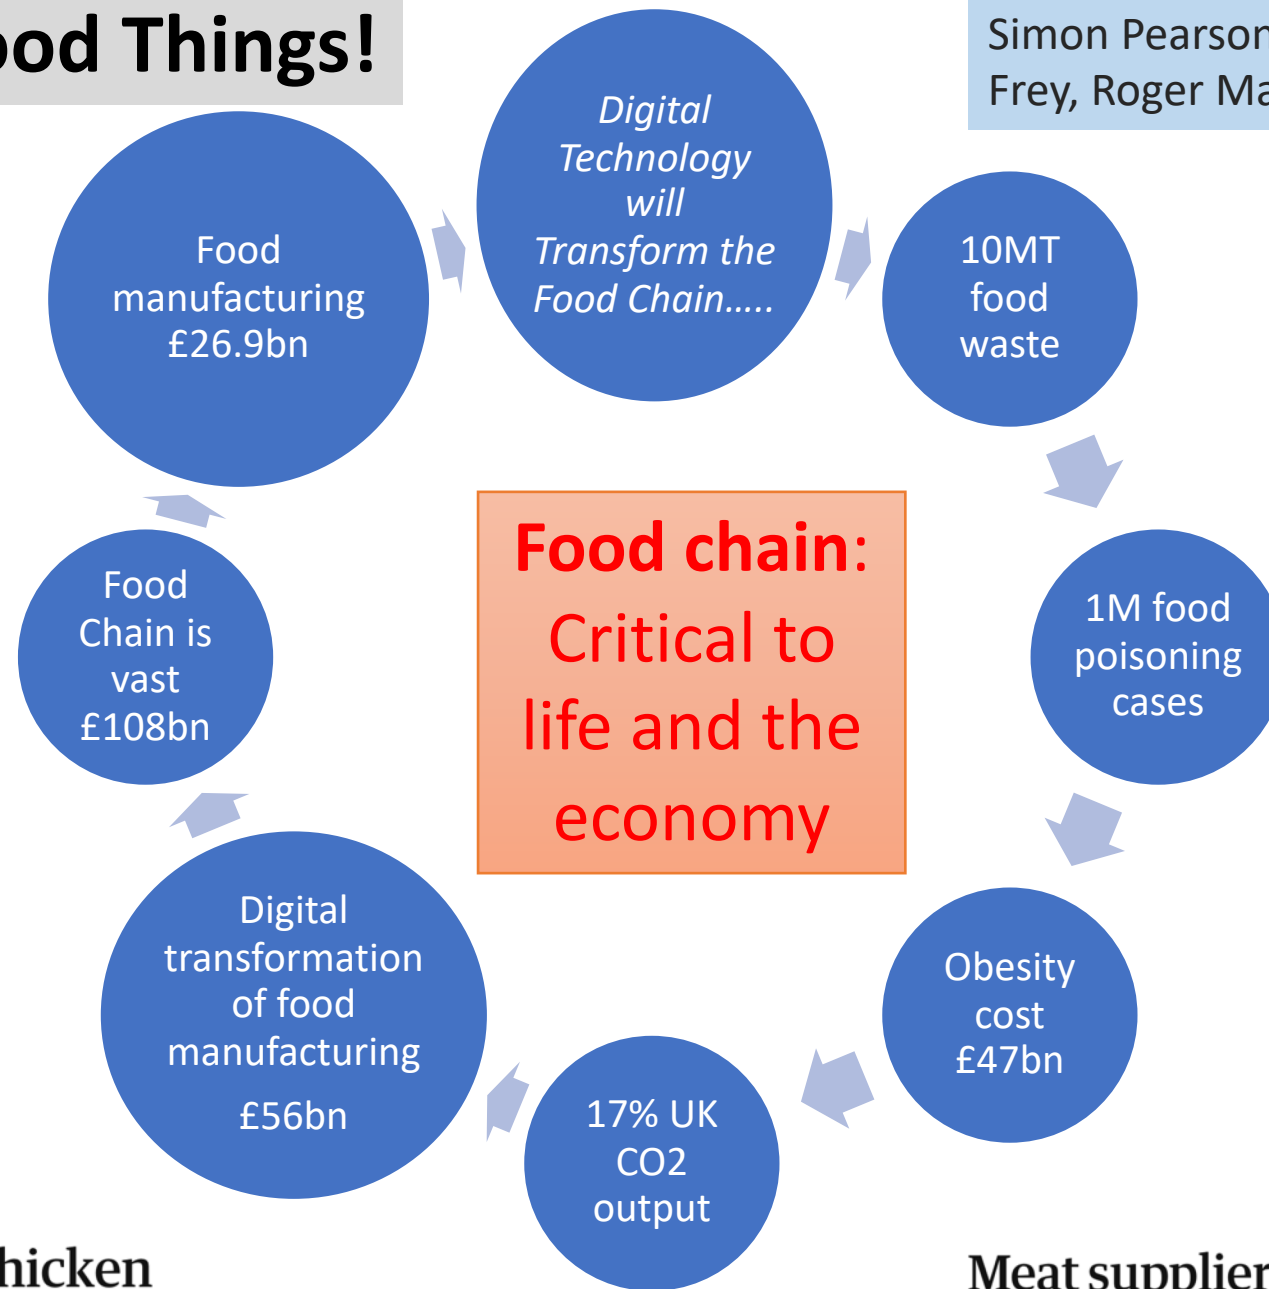 ood Things!
Simon Pearson
Frey, Roger Ma
Digital
Technology
will
Transform the
Food Chain.....
10MT
food
waste
1M food
poisoning
cases
Obesity
cost
£47bn
17% UK
CO2
output
Digital
transformation
of food
manufacturing
£56bn
Food
Chain is
vast
£108bn
Food
manufacturing
£26.9bn
Food chain:
Critical to
life and the
economy
hicken
Meat supplier